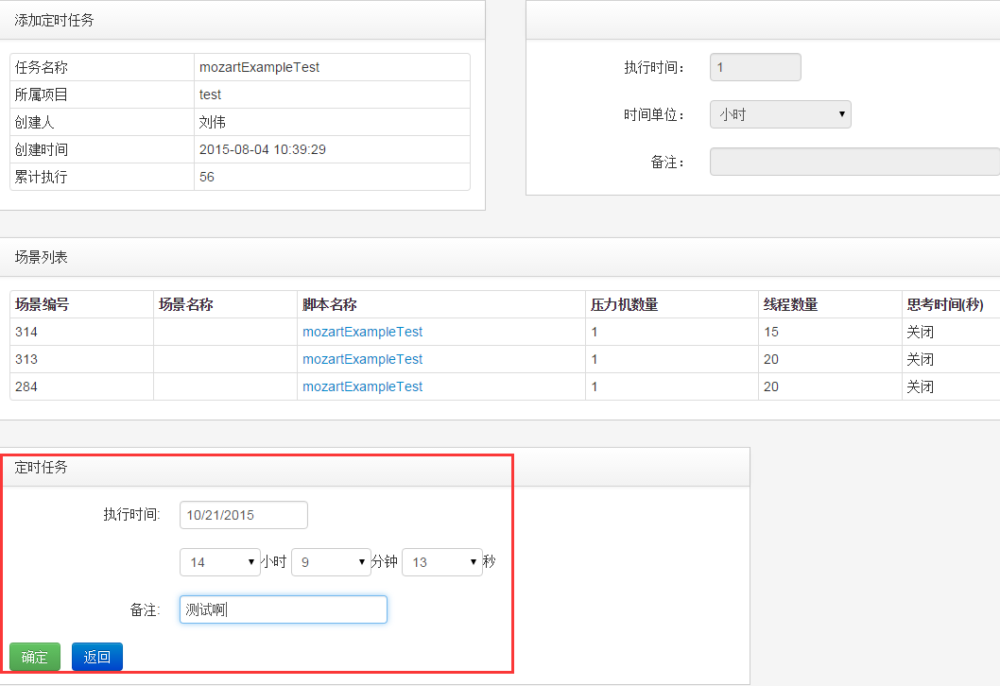 添加定时任务
任务名称 mozartExampleTest
所属项目 test
创建人 刘伟
创建时间 2015-08-04 10:39:29
累计执行 56
执行时间： 1
时间单位： 小时
备注：
场景列表
场景编号 场景名称 脚本名称 压力机数量 线程数量 思考时间(秒)
314 mozartExampleTest 1 15 关闭
313 mozartExampleTest 1 20 关闭
284 mozartExampleTest 1 20 关闭
定时任务
执行时间: 10/21/2015
14 小时 9 分钟 13 秒
备注: 测试啊
确定 返回